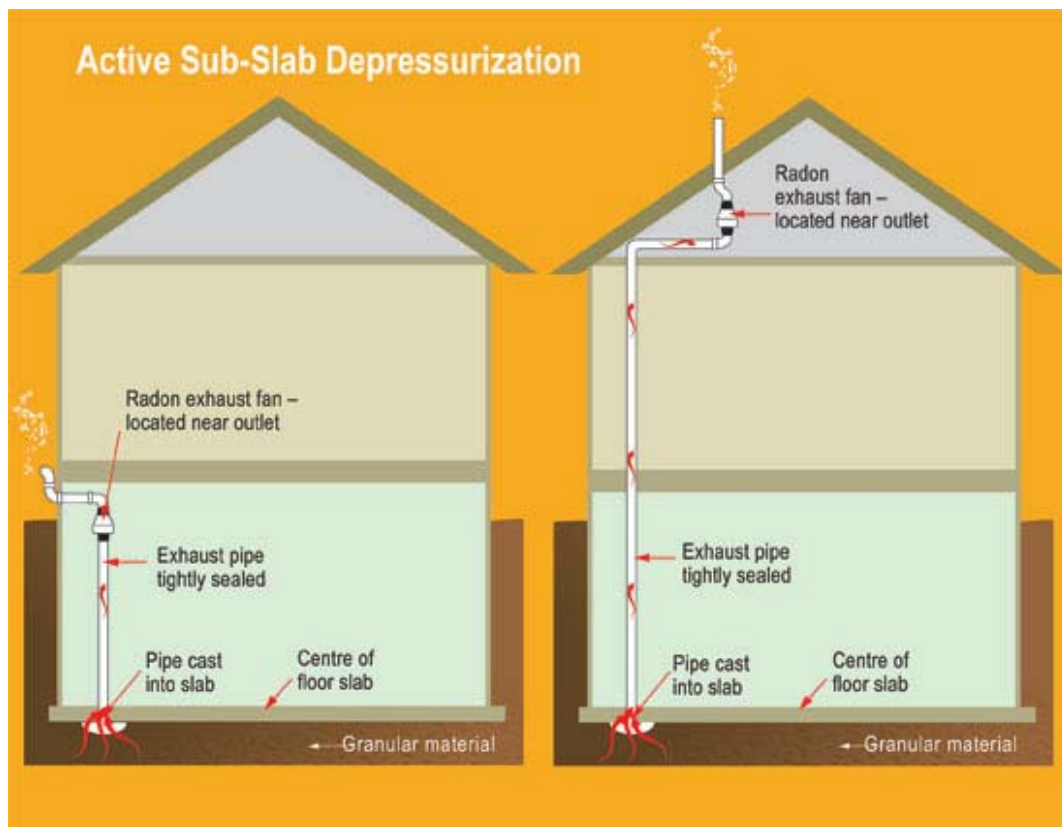 Active Sub-Slab Depressurization
Radon exhaust fan –
located near outlet
Exhaust pipe
tightly sealed
Pipe cast
into slab
Centre of
floor slab
Granular material
Radon
exhaust fan –
located near outlet
Exhaust pipe
tightly sealed
Pipe cast
into slab
Centre of
floor slab
Granular material